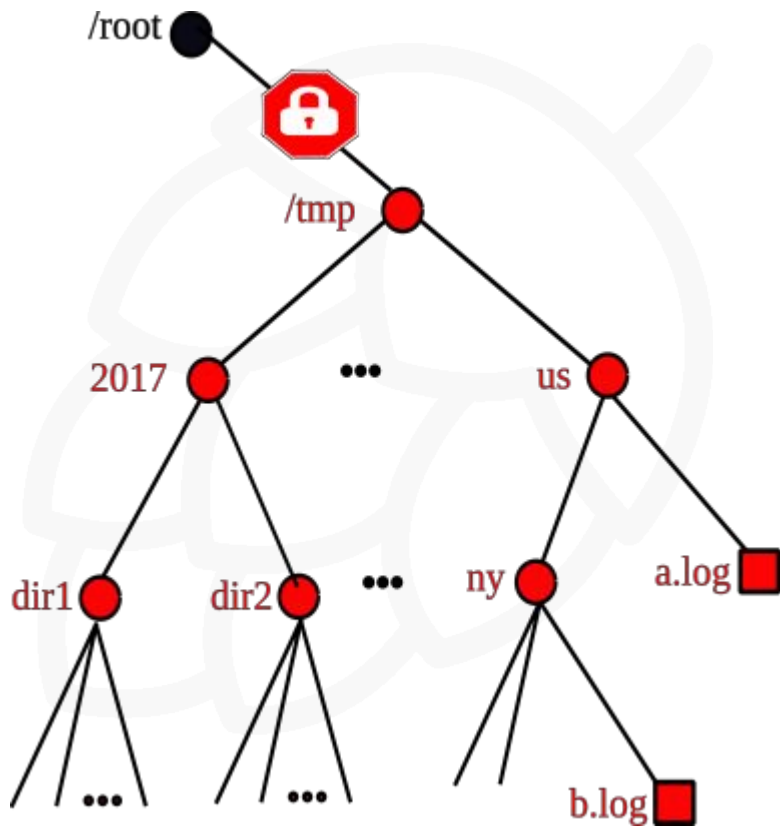 /root
/tmp
2017
•••
us
dir1
dir2
•••
ny
a.log
•••
•••
b.log